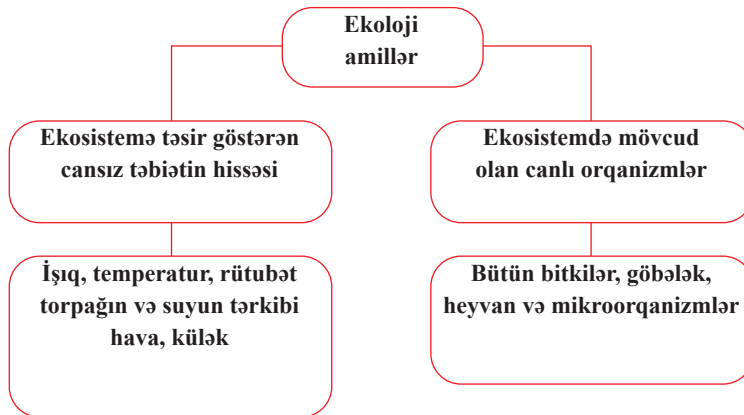 Ekoloji
amillər
Ekosistemə təsir göstərən
cansız təbiətin hissəsi
Ekosistemdə mövcud
olan canlı orqanizmlər
İşıq, temperatur, rütubət
torpağın və suyun tərkibi
hava, külək
Bütün bitkilər, göbələk,
heyvan və mikroorqanizmlər